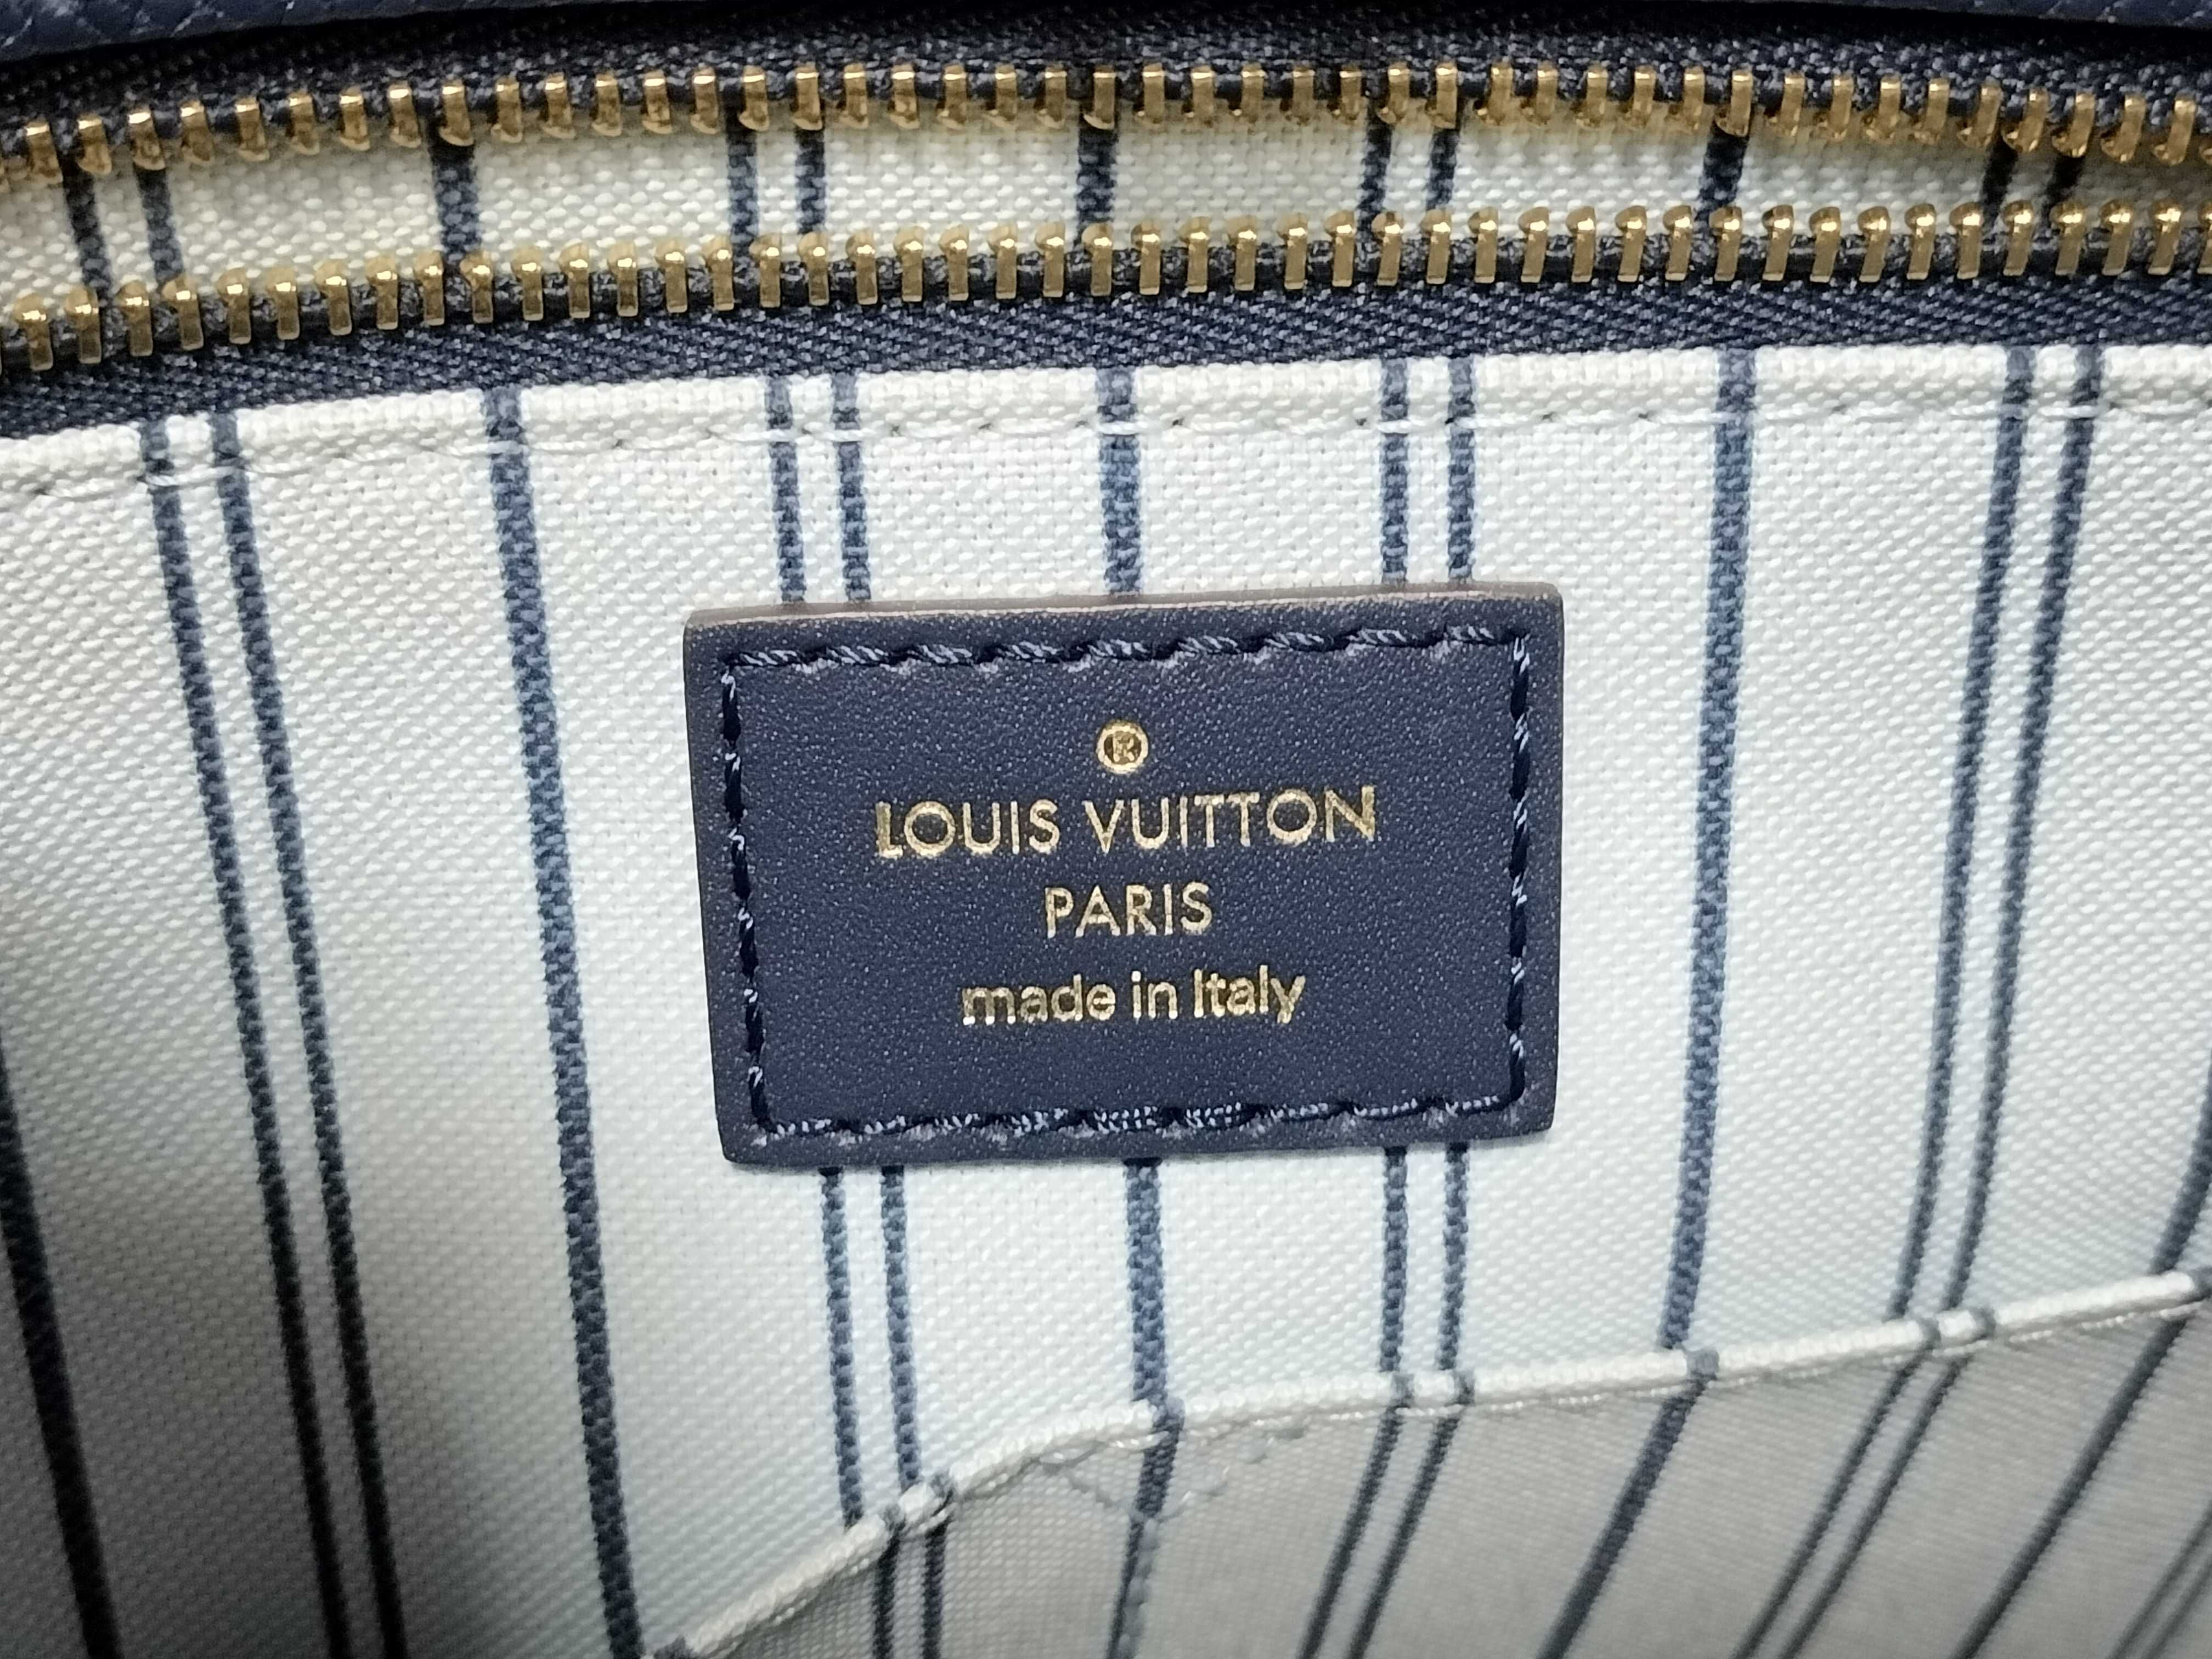 ®
LOUIS VUITTON
PARIS
made in Italy